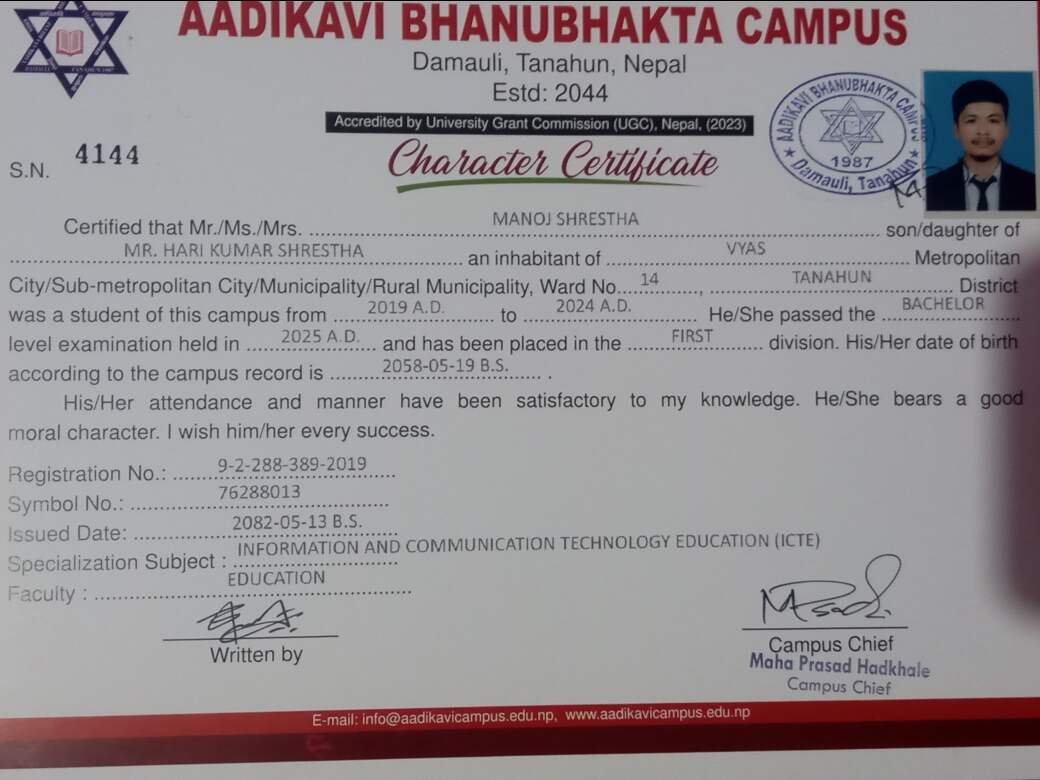 AADIKAVI BHANUBHAKTA CAMPUS
Damauli, Tanahun, Nepal
Estd: 2044
Accredited by University Grant Commission (UGC), Nepal, (2023)
Character Certificate
AADIKAVI BHANUBHAKTA CAMPUS
1987
★ Damauli, Tanahun ★
S.N. 4144
Certified that Mr./Ms./Mrs. MANOJ SHRESTHA son/daughter of
MR. HARI KUMAR SHRESTHA an inhabitant of VYAS Metropolitan
City/Sub-metropolitan City/Municipality/Rural Municipality, Ward No. 14, TANAHUN District
was a student of this campus from 2019 A.D. to 2024 A.D. He/She passed the BACHELOR
level examination held in 2025 A.D. and has been placed in the FIRST division. His/Her date of birth
according to the campus record is 2058-05-19 B.S. .
His/Her attendance and manner have been satisfactory to my knowledge. He/She bears a good
moral character. I wish him/her every success.
Registration No.: 9-2-288-389-2019
Symbol No.: 76288013
Issued Date: 2082-05-13 B.S.
Specialization Subject : INFORMATION AND COMMUNICATION TECHNOLOGY EDUCATION (ICTE)
Faculty : EDUCATION
Written by
Campus Chief
Maha Prasad Hadkhale
Campus Chief
E-mail: info@aadikavicampus.edu.np, www.aadikavicampus.edu.np